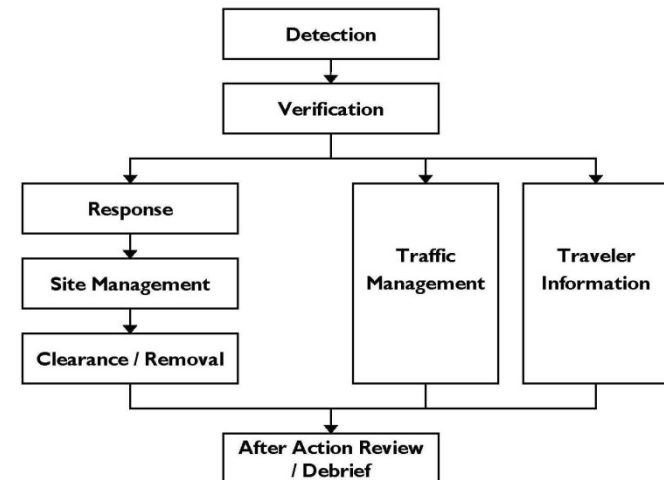 Detection
Verification
Response
Site Management
Clearance / Removal
Traffic
Management
Traveler
Information
After Action Review
/ Debrief